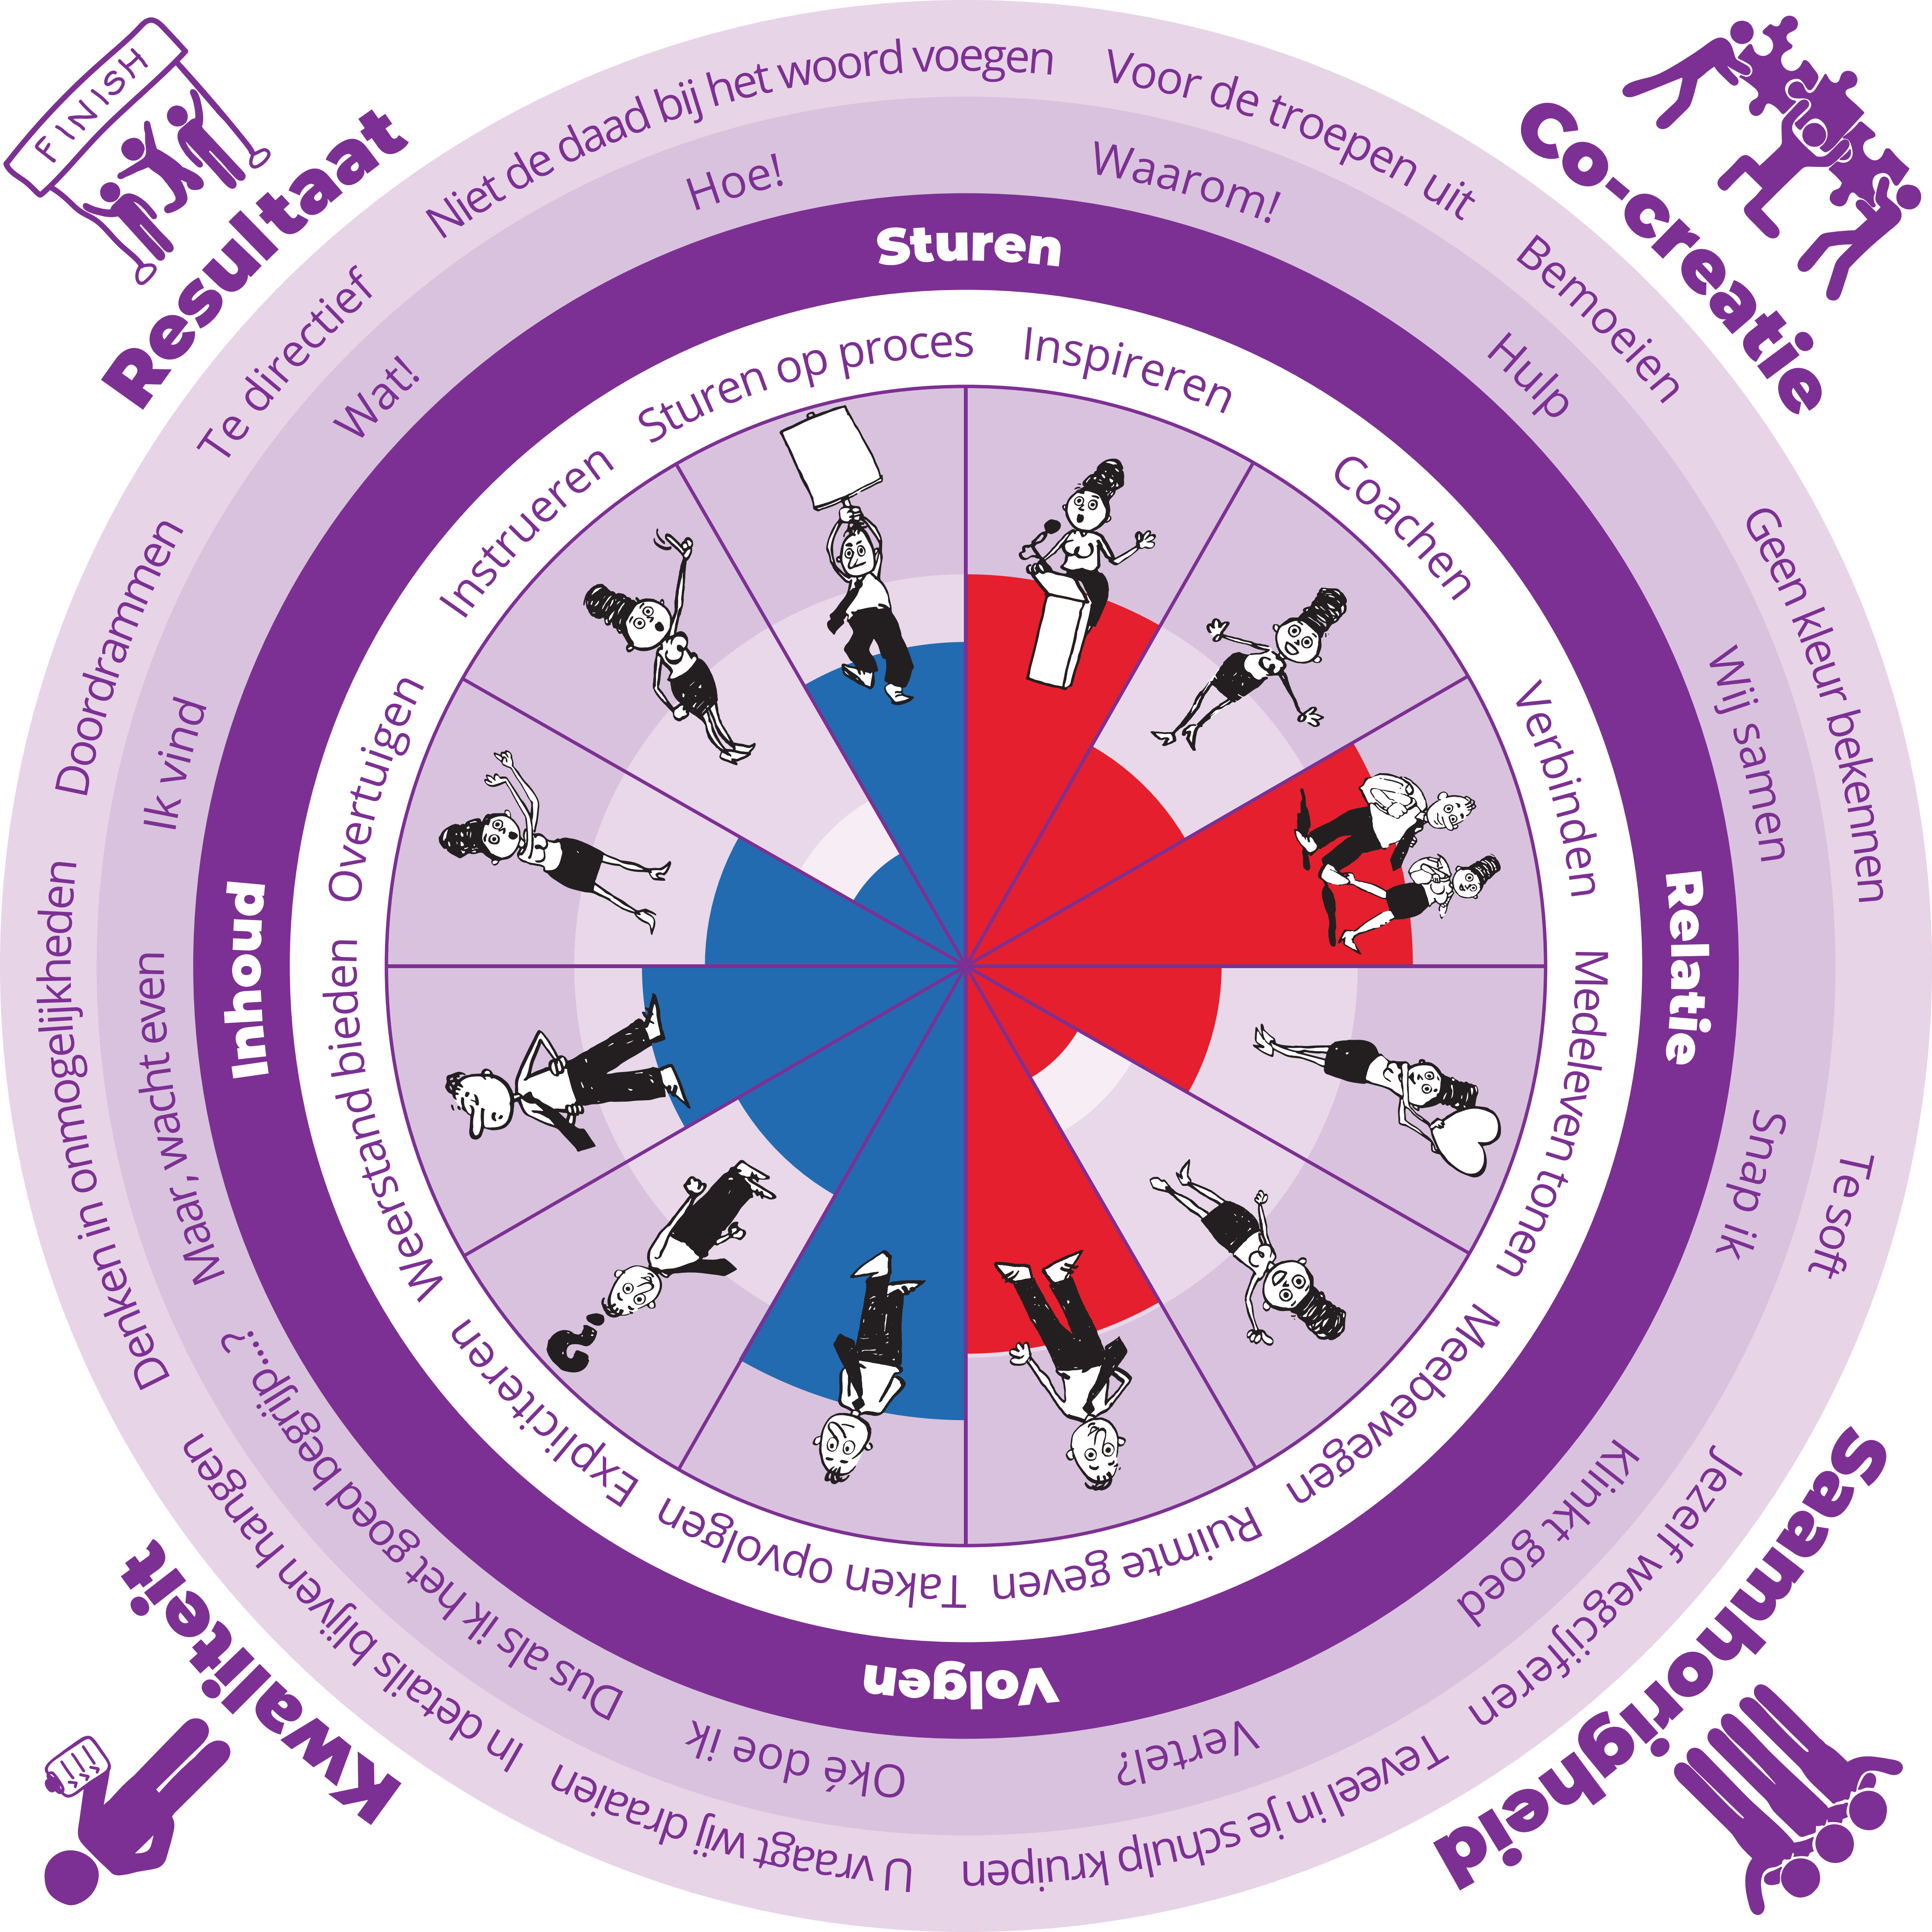 FINISH
Resultaat
Co-creatie
Saamhorigheid
Kwaliteit
Niet de daad bij het woord voegen
Voor de troepen uit
Bemoeien
Geen kleur bekennen
Te soft
Jezelf wegcijferen
Teveel in je schulp kruipen
U vraagt wij draaien
In details blijven hangen
Denken in onmogelijkheden
Doordrammen
Te directief
Hoe!
Waarom!
Hulp
Wij samen
Snap ik
Klinkt goed
Vertel?
Oké doe ik
Dus als ik het goed begrijp...?
Maar, wacht even
Ik vind
Wat!
Sturen
Relatie
Volgen
Inhoud
Sturen op proces
Inspireren
Coachen
Verbinden
Medeleven tonen
Meebewegen
Ruimte geven
Taken opvolgen
Expliciteren
Weerstand bieden
Overtuigen
Instrueren
?